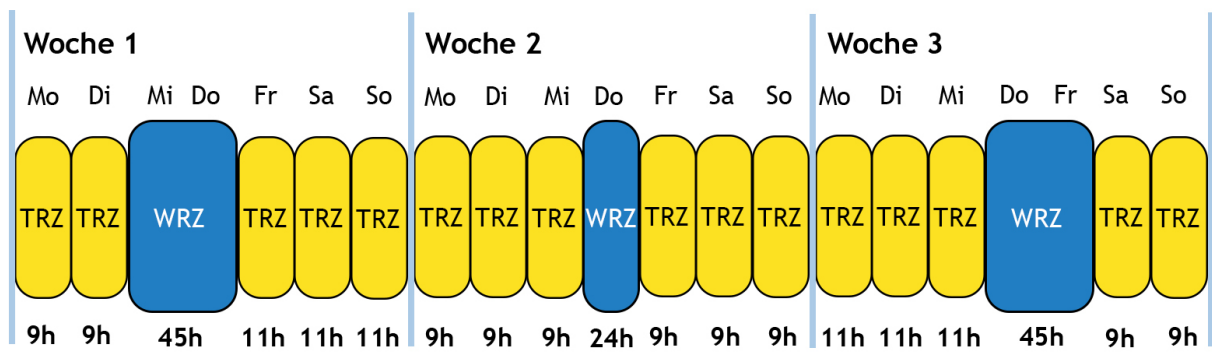 Woche 1 Woche 2 Woche 3
Mo Di Mi Do Fr Sa So Mo Di Mi Do Fr Sa So Mo Di Mi Do Fr Sa So
TRZ TRZ WRZ TRZ TRZ TRZ TRZ TRZ TRZ WRZ TRZ TRZ TRZ TRZ TRZ TRZ WRZ TRZ TRZ
9h 9h 45h 11h 11h 11h 9h 9h 9h 24h 9h 9h 9h 11h 11h 11h 45h 9h 9h